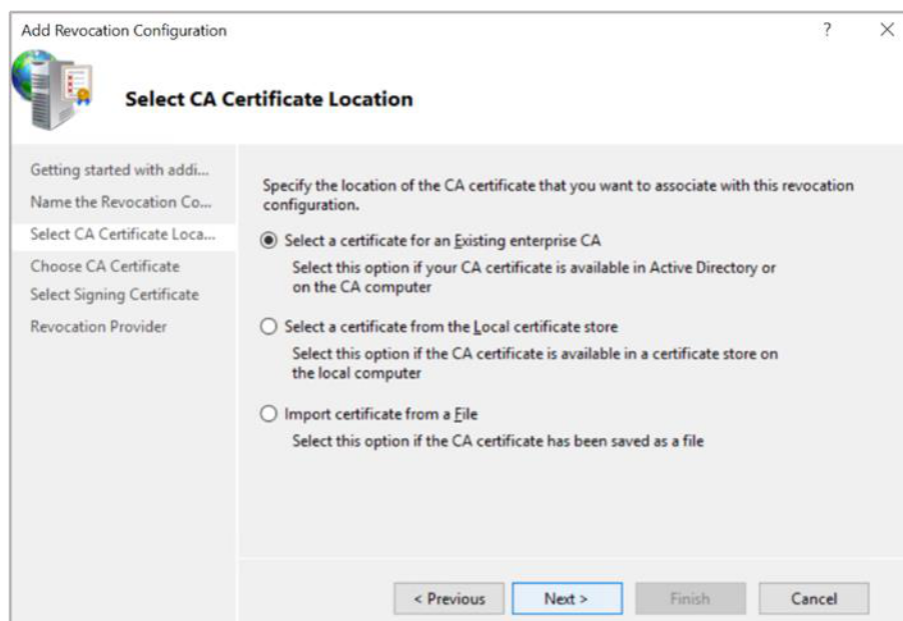 Add Revocation Configuration
?
Select CA Certificate Location
Getting started with addi...
Name the Revocation Co...
Select CA Certificate Loca...
Choose CA Certificate
Select Signing Certificate
Revocation Provider
Specify the location of the CA certificate that you want to associate with this revocation
configuration.
Select a certificate for an Existing enterprise CA
Select this option if your CA certificate is available in Active Directory or
on the CA computer
Select a certificate from the Local certificate store
Select this option if the CA certificate is available in a certificate store on
the local computer
Import certificate from a File
Select this option if the CA certificate has been saved as a file
< Previous
Next >
Finish
Cancel